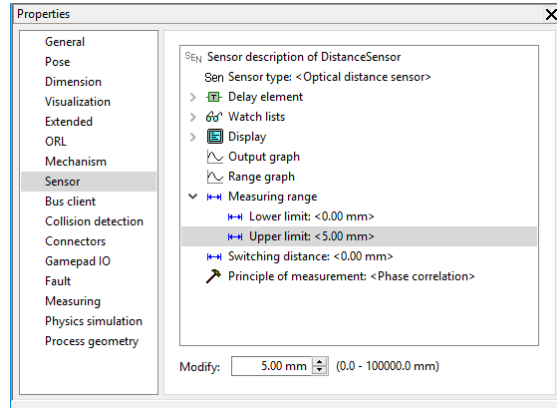 Properties
General
Pose
Dimension
Visualization
Extended
ORL
Mechanism
Sensor
Bus client
Collision detection
Connectors
Gamepad IO
Fault
Measuring
Physics simulation
Process geometry
SEN Sensor description of DistanceSensor
Sen Sensor type: <Optical distance sensor>
T Delay element
Watch lists
Display
Output graph
Range graph
Measuring range
Lower limit: <0.00 mm>
Upper limit: <5.00 mm>
Switching distance: <0.00 mm>
Principle of measurement: <Phase correlation>
Modify: 5.00 mm (0.0 - 100000.0 mm)